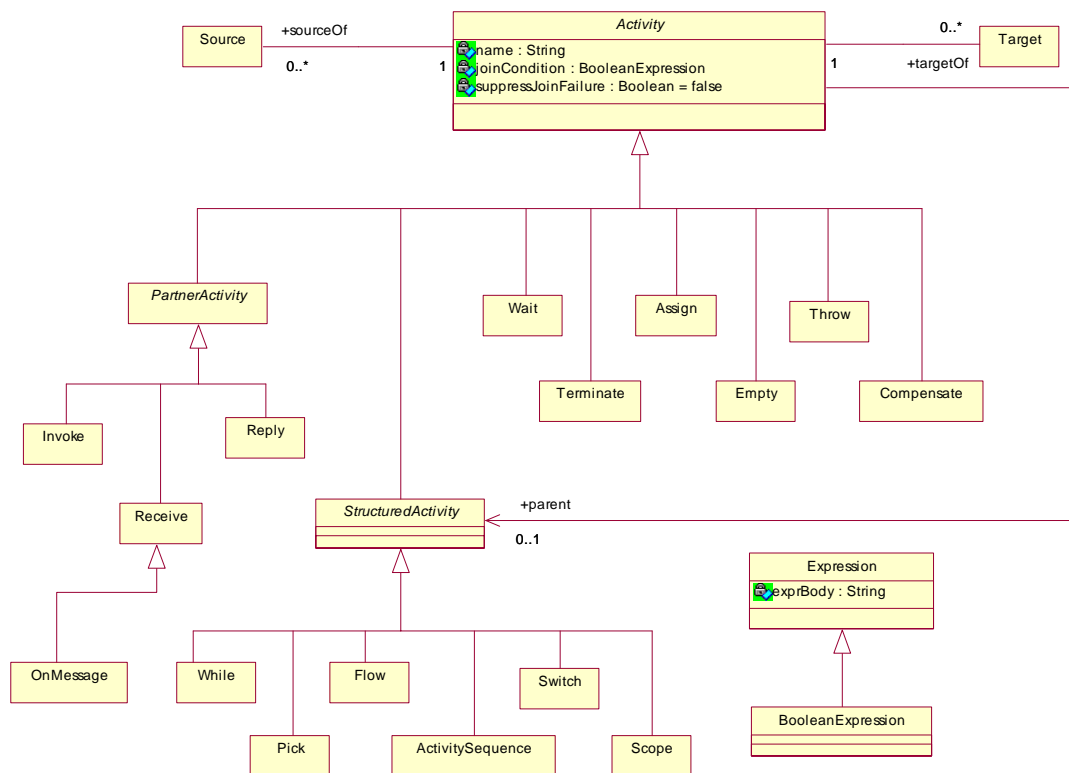 Activity
Source
+sourceOf
0..*
1
name : String
joinCondition : BooleanExpression
suppressJoinFailure : Boolean = false
0..*
Target
1
+targetOf
PartnerActivity
Wait
Assign
Throw
Terminate
Empty
Compensate
Invoke
Reply
Receive
StructuredActivity
+parent
0..1
Expression
exprBody : String
OnMessage
While
Flow
Switch
BooleanExpression
Pick
ActivitySequence
Scope